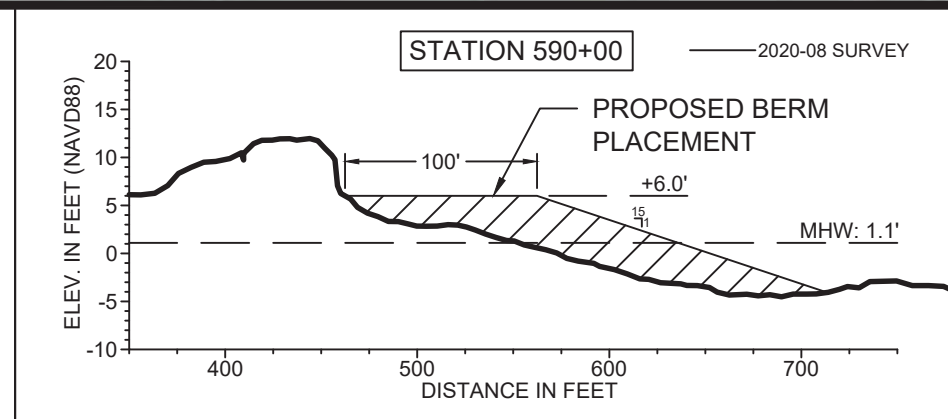 STATION 590+00
2020-08 SURVEY
20
15
10
5
0
-5
-10
ELEV. IN FEET (NAVD88)
PROPOSED BERM
PLACEMENT
100'
+6.0'
15
1
MHW: 1.1'
400
500
600
700
DISTANCE IN FEET